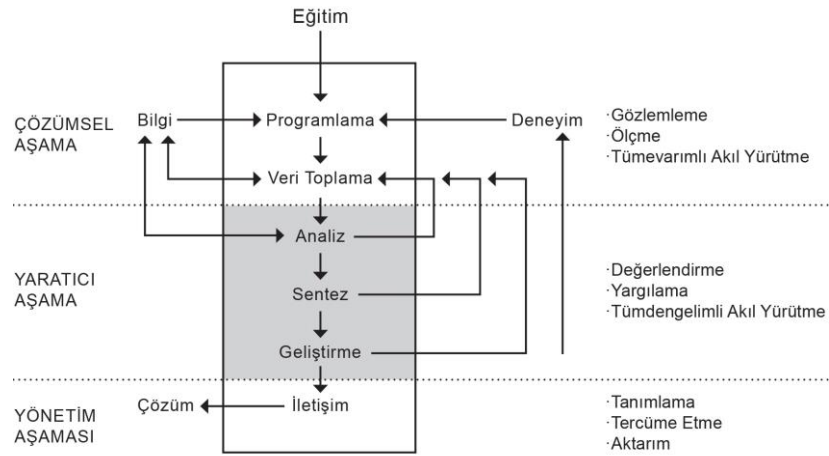 Eğitim
ÇÖZÜMSEL
AŞAMA
Bilgi
Programlama
Deneyim
·Gözlemleme
·Ölçme
·Tümevarımlı Akıl Yürütme
Veri Toplama
Analiz
YARATICI
AŞAMA
Sentez
·Değerlendirme
·Yargılama
·Tümdengelimli Akıl Yürütme
Geliştirme
YÖNETİM
AŞAMASI
Çözüm
İletişim
·Tanımlama
·Tercüme Etme
·Aktarım